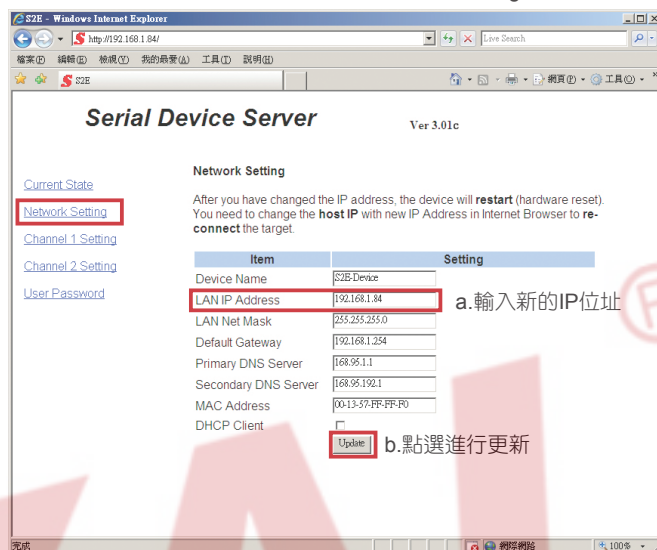 S2E - Windows Internet Explorer
http://192.168.1.84/
Live Search
檔案(F) 編輯(E) 檢視(V) 我的最愛(A) 工具(T) 說明(H)
S2E
網頁(P) 工具(O)
Serial Device Server
Ver 3.01c
Current State
Network Setting
Channel 1 Setting
Channel 2 Setting
User Password
Network Setting
After you have changed the IP address, the device will restart (hardware reset).
You need to change the host IP with new IP Address in Internet Browser to re-
connect the target.
Item Setting
Device Name S2E-Device
LAN IP Address 192.168.1.84
a.輸入新的IP位址
LAN Net Mask 255.255.255.0
Default Gateway 192.168.1.254
Primary DNS Server 168.95.1.1
Secondary DNS Server 168.95.192.1
MAC Address 00-13-57-FF-FF-F0
DHCP Client
Update
b.點選進行更新
完成
網際網路
100%